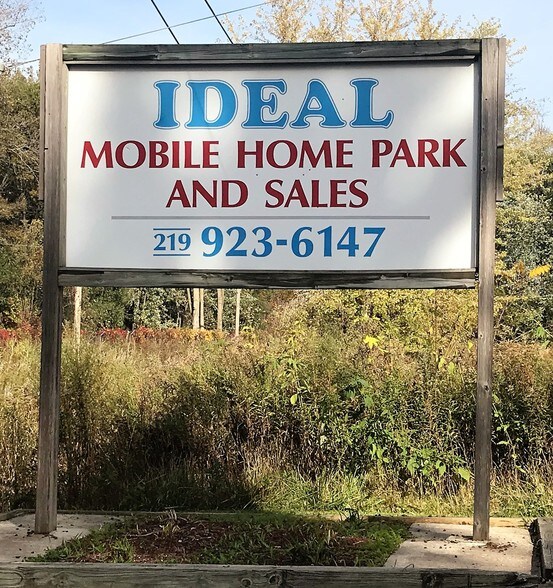 IDEAL
MOBILE HOME PARK
AND SALES
219 923-6147